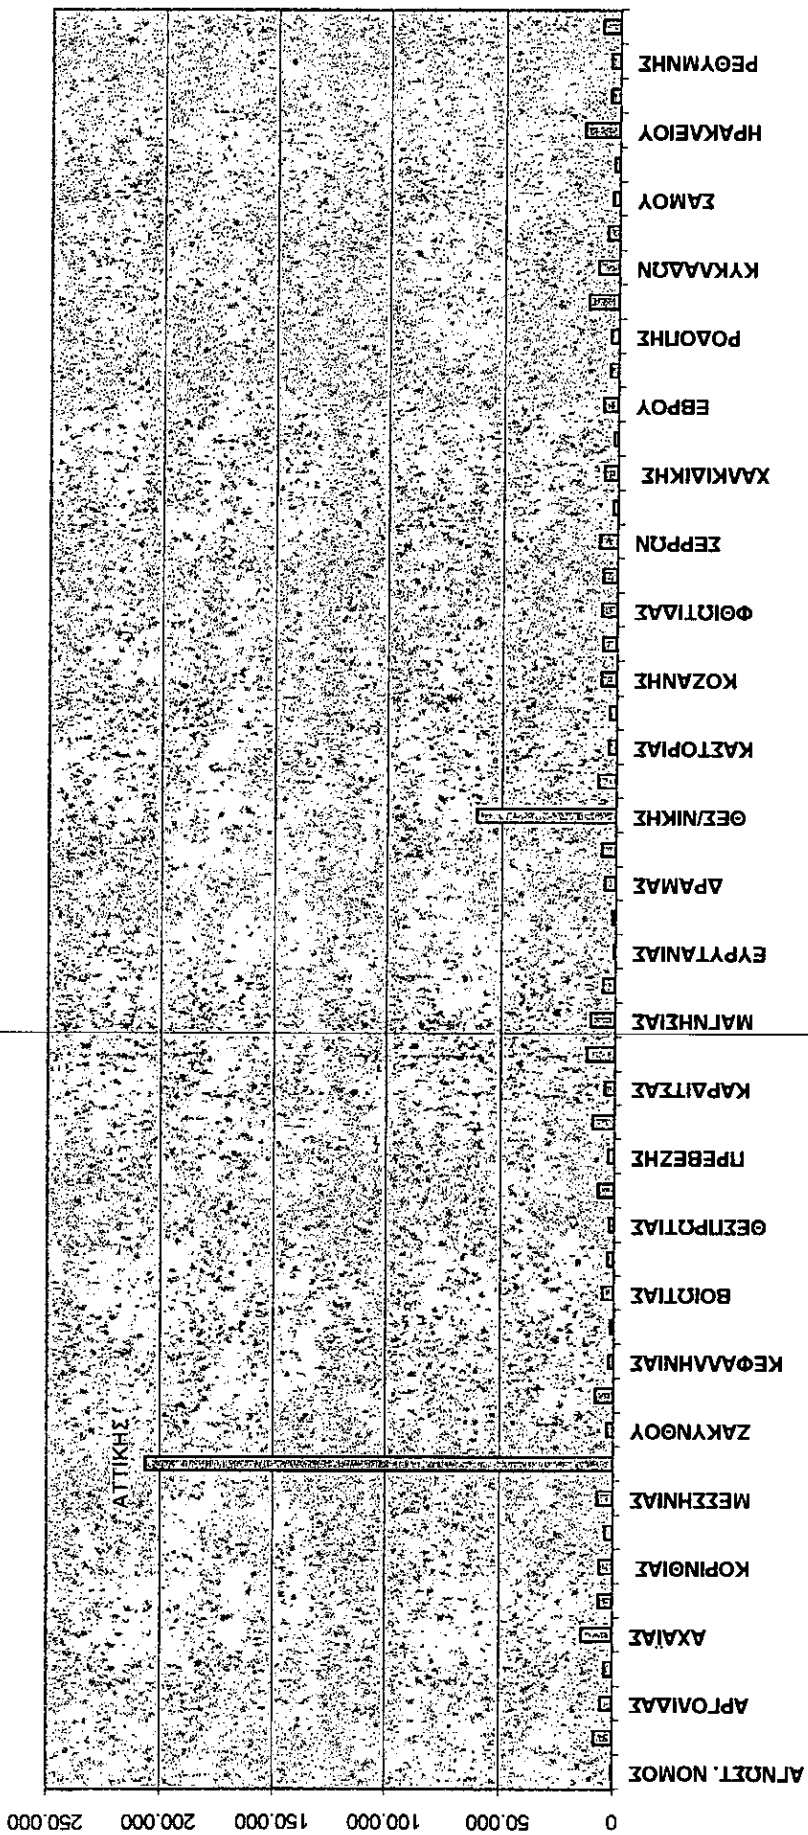 ΑΓΝΩΣΤ. ΝΟΜΟΣ
ΑΡΓΟΛΙΔΑΣ
ΑΧΑΪΑΣ
ΚΟΡΙΝΘΙΑΣ
ΜΕΣΣΗΝΙΑΣ
ΑΤΤΙΚΗΣ
ΖΑΚΥΝΘΟΥ
ΚΕΦΑΛΛΗΝΙΑΣ
ΒΟΙΩΤΙΑΣ
ΘΕΣΠΡΩΤΙΑΣ
ΠΡΕΒΕΖΗΣ
ΚΑΡΔΙΤΣΑΣ
ΜΑΓΝΗΣΙΑΣ
ΕΥΡΥΤΑΝΙΑΣ
ΔΡΑΜΑΣ
ΘΕΣ/ΝΙΚΗΣ
ΚΑΣΤΟΡΙΑΣ
ΚΟΖΑΝΗΣ
ΦΘΙΩΤΙΔΑΣ
ΣΕΡΡΩΝ
ΧΑΛΚΙΔΙΚΗΣ
ΕΒΡΟΥ
ΡΟΔΟΠΗΣ
ΚΥΚΛΑΔΩΝ
ΣΑΜΟΥ
ΗΡΑΚΛΕΙΟΥ
ΡΕΘΥΜΝΗΣ
0
50.000
100.000
150.000
200.000
250.000